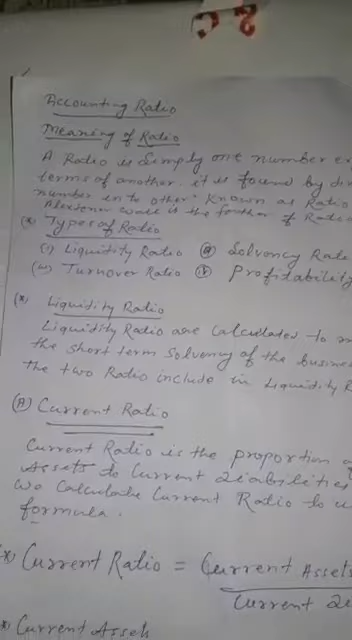 Accounting Ratio
Meaning of Ratio
A Ratio is Simply one number ex
terms of another. it is found by di
number into other. Known as Ratio
is the father of Ratio
(*) Types of Ratio
(i) Liquidity Ratio (ii) Solvency Rati
(iii) Turnover Ratio (iv) Profitability
(*) Liquidity Ratio
Liquidity Ratio are Calculated to m
the short term Solvency of the busine
the two Ratio include in Liquidity R
(A) Current Ratio
Current Ratio is the proportion o
Assets to Current Liabilities
we Calculate Current Ratio to u
formula.
(*) Current Ratio = Current Assets
Current Li
* Current Assets